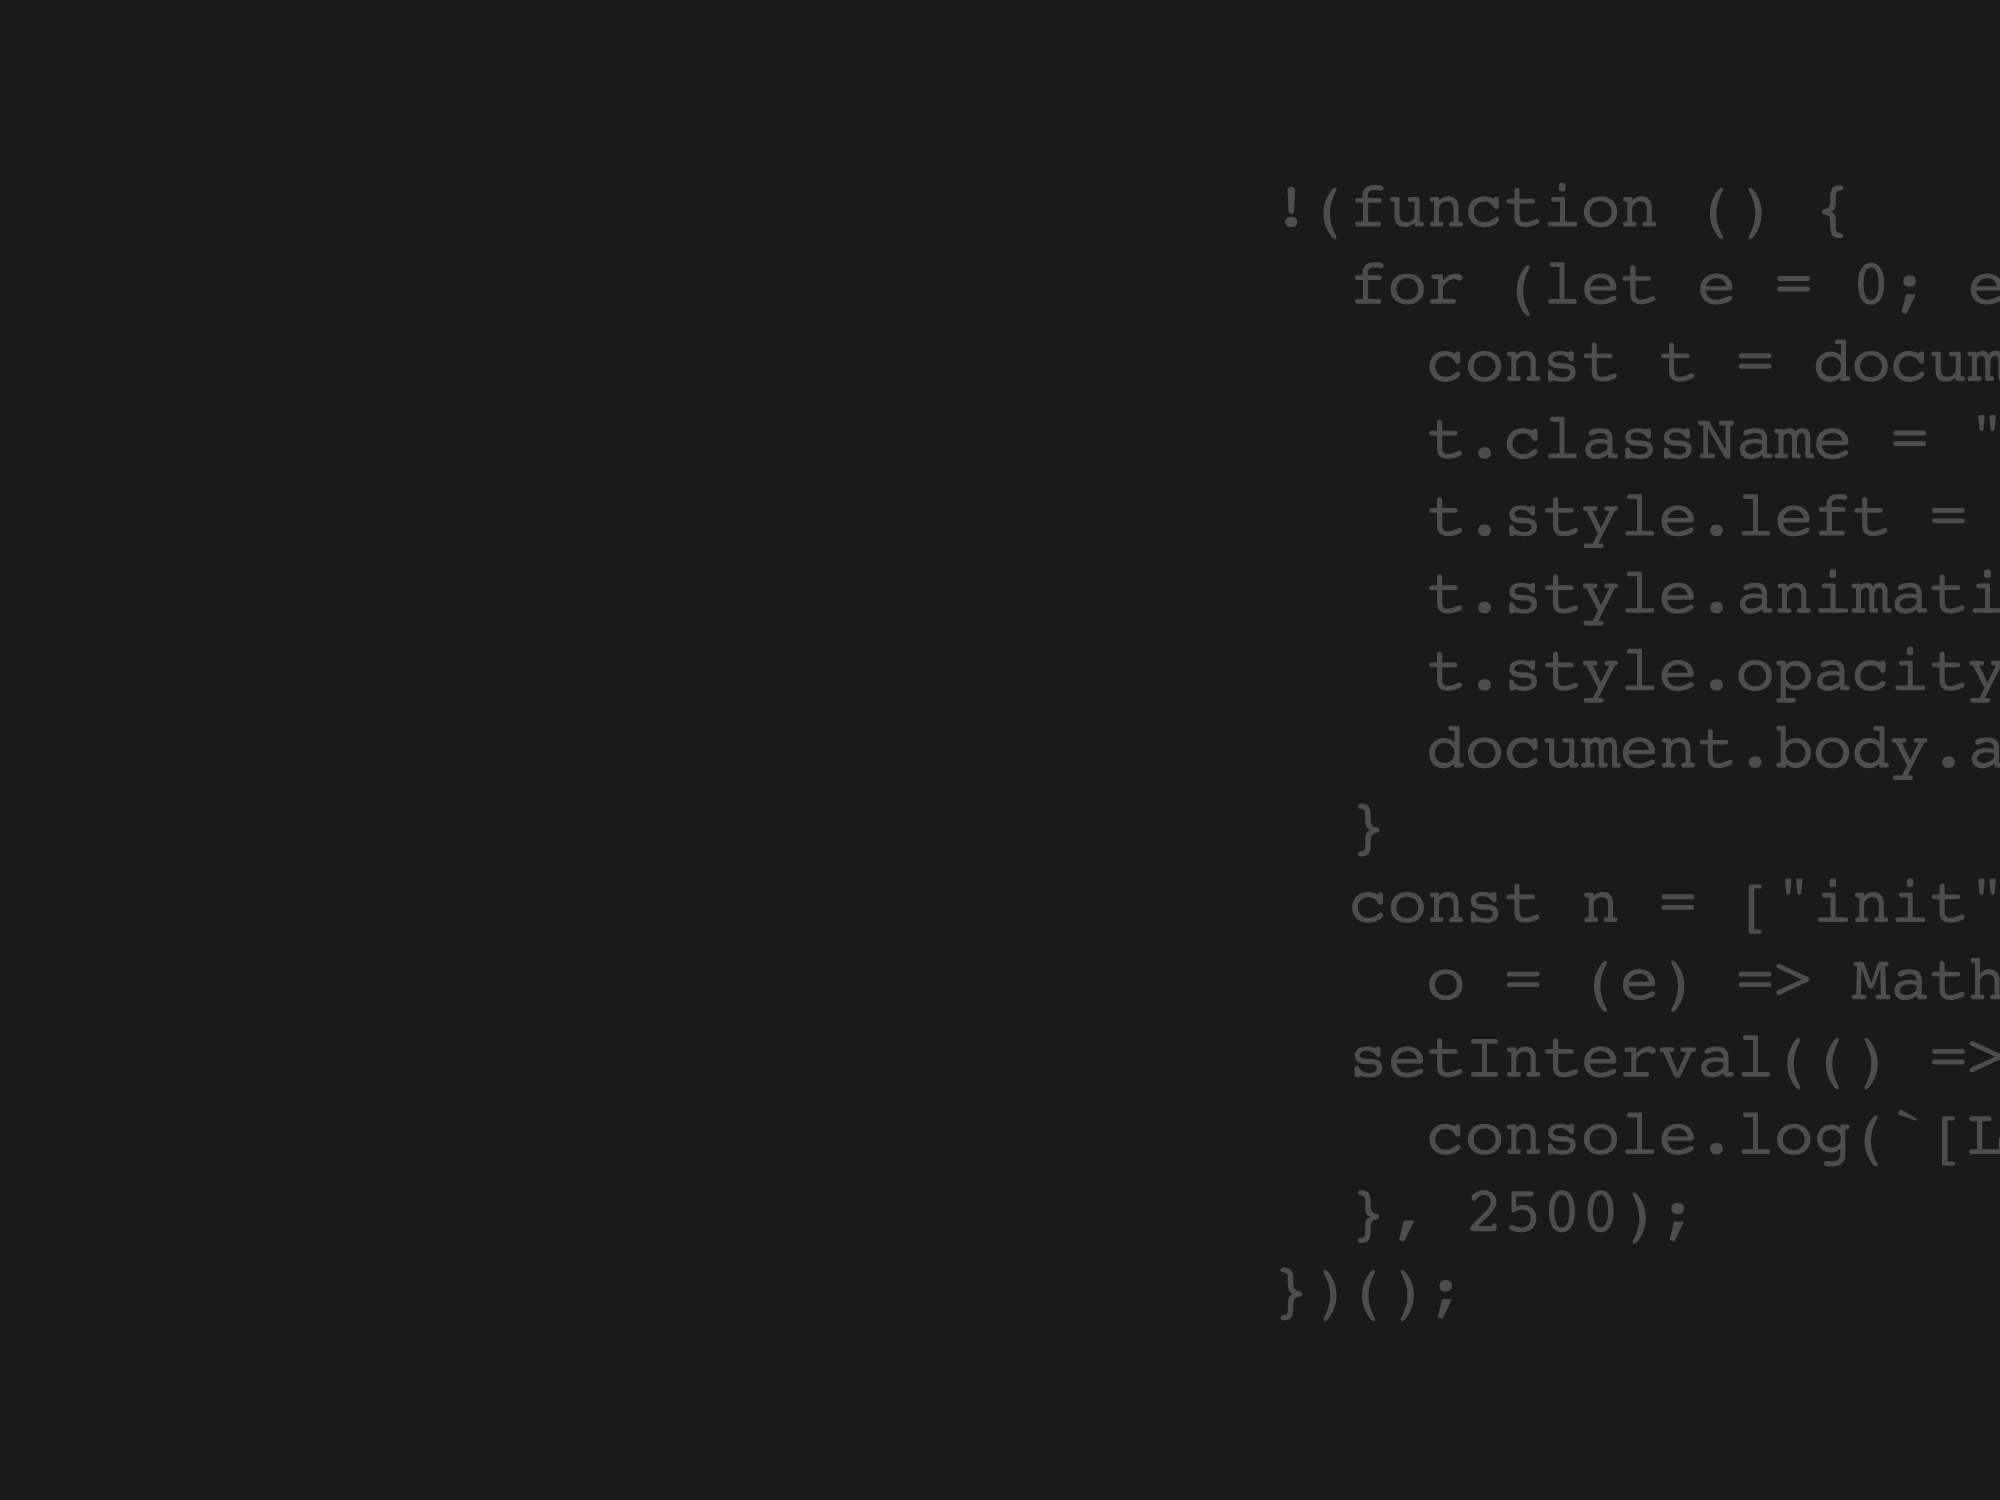 !(function () {
for (let e = 0; e
const t = docum
t.className = "
t.style.left =
t.style.animati
t.style.opacity
document.body.a
}
const n = ["init"
o = (e) => Math
setInterval(() =>
console.log(`[L
}, 2500);
})();